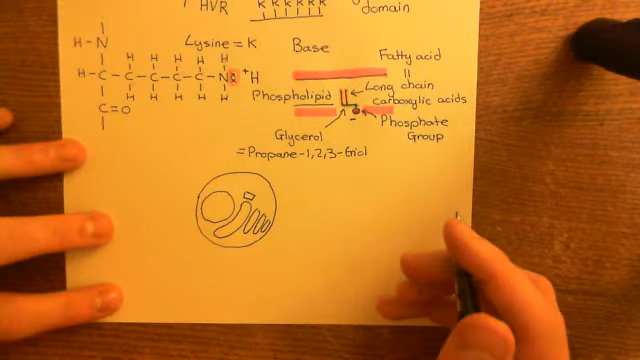 HVR
KKKKKK
domain
Lysine = K
Base
H-N
H H H H H
H-C-C-C-C-C-N: +H
H H H H H
C=O
Fatty acid
=
Long chain
carboxylic acids
Phospholipid
Phosphate
Group
Glycerol
= Propane-1,2,3-triol